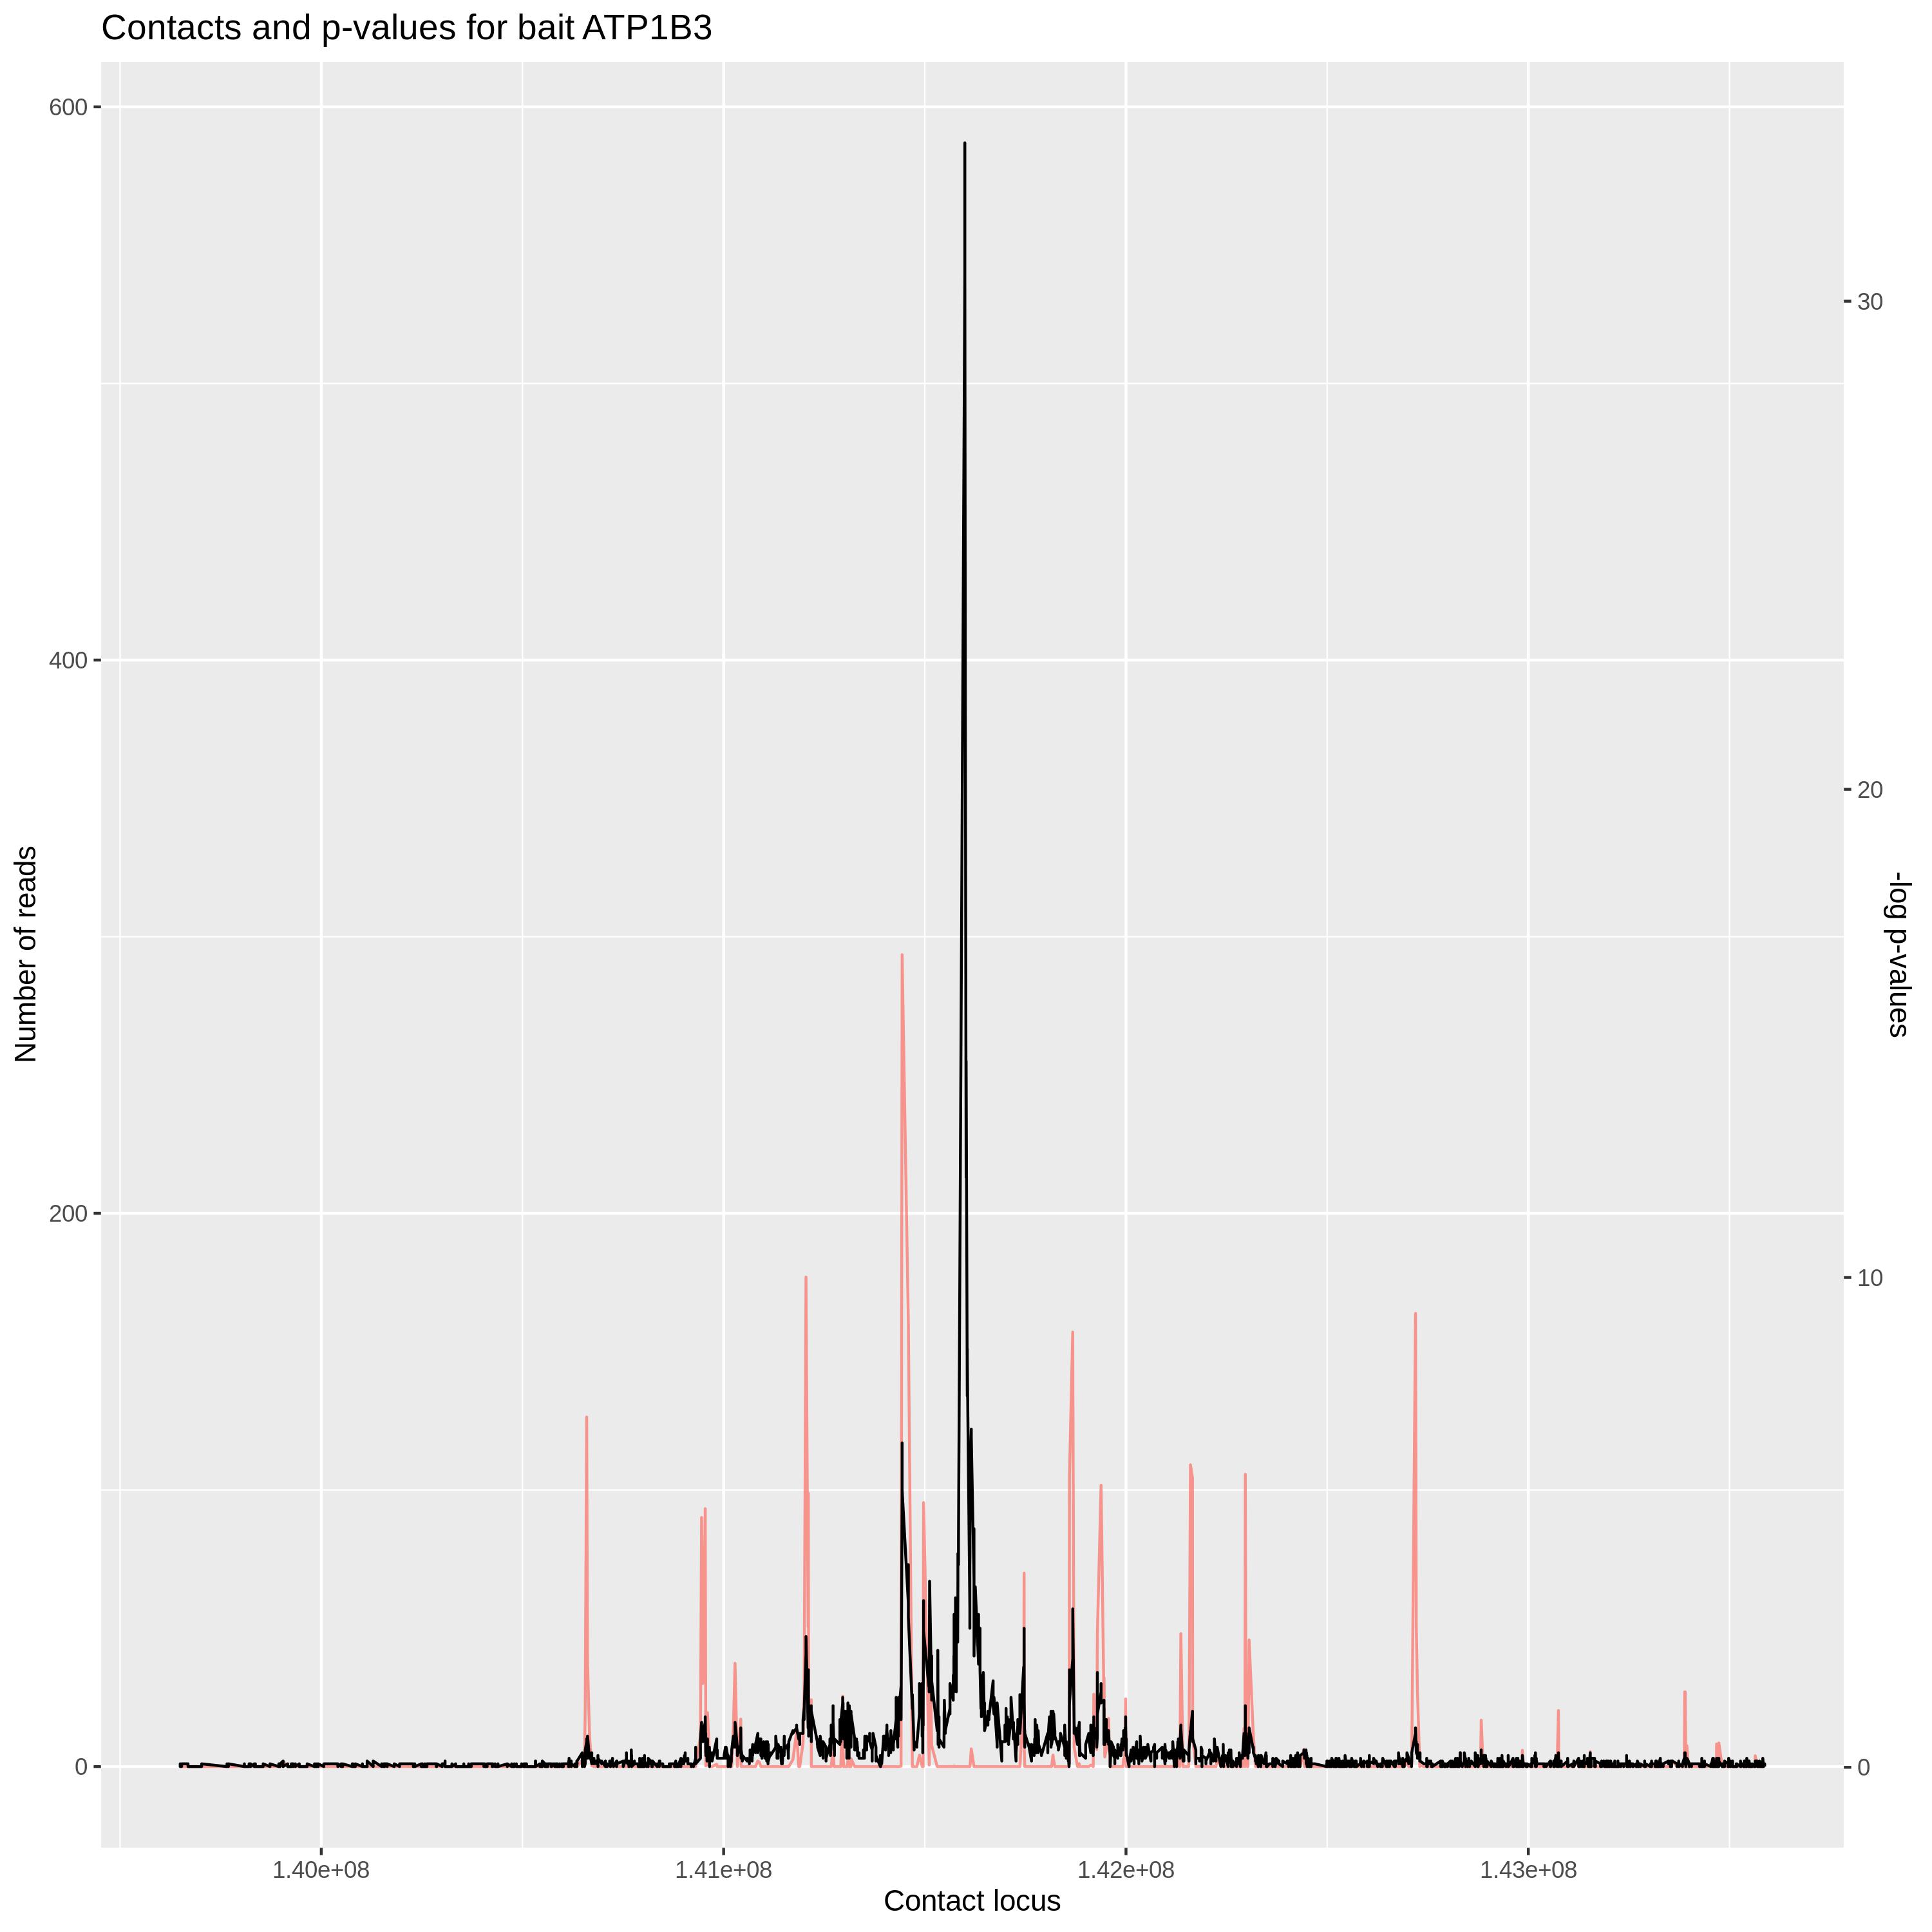 Contacts and p-values for bait ATP1B3
600
400
200
0
Number of reads
30
20
10
0
-log p-values
1.40e+08
1.41e+08
1.42e+08
1.43e+08
Contact locus